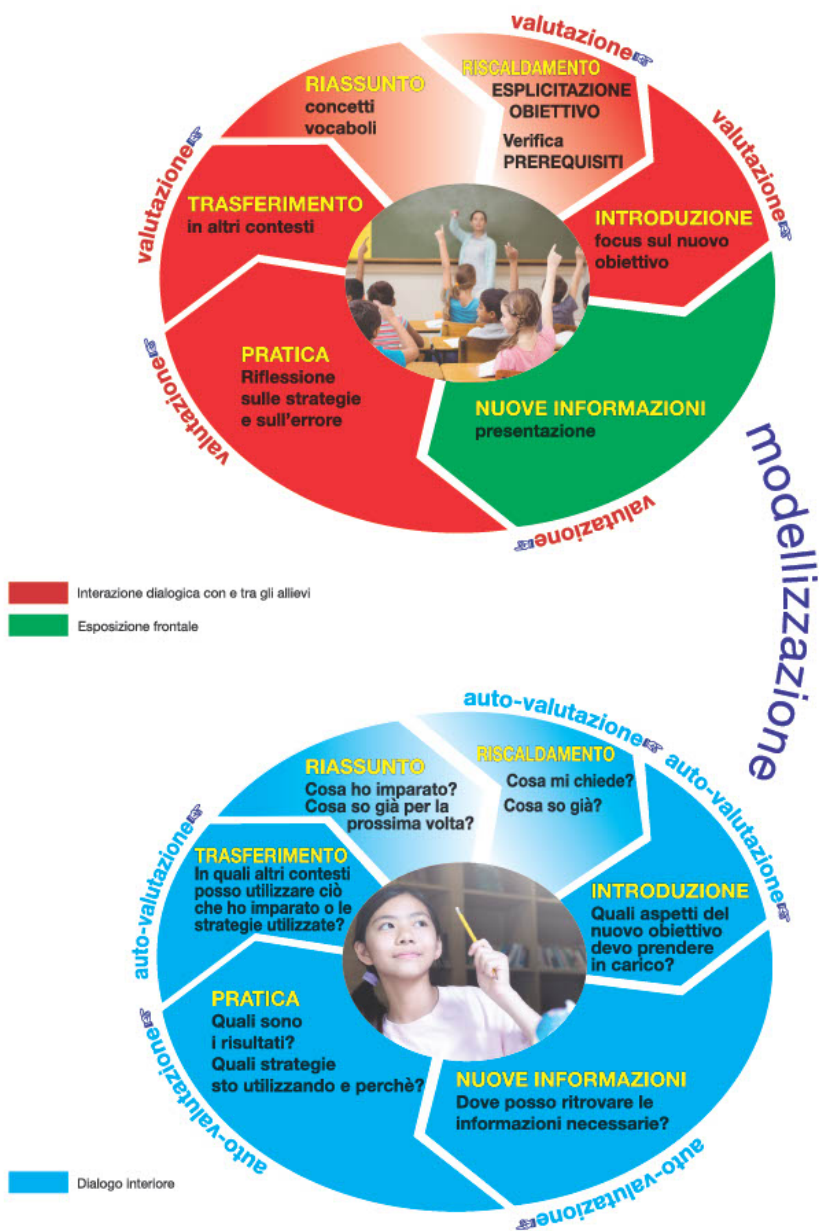 valutazione☞
RISCALDAMENTO
ESPLICITAZIONE
OBIETTIVO
Verifica
PREREQUISITI
valutazione☞
INTRODUZIONE
focus sul nuovo
obiettivo
NUOVE INFORMAZIONI
presentazione
valutazione☞
PRATICA
Riflessione
sulle strategie
e sull'errore
valutazione☞
TRASFERIMENTO
in altri contesti
valutazione☞
RIASSUNTO
concetti
vocaboli
modellizzazione
Interazione dialogica con e tra gli allievi
Esposizione frontale
auto-valutazione☞
RISCALDAMENTO
Cosa mi chiede?
Cosa so già?
auto-valutazione☞
INTRODUZIONE
Quali aspetti del
nuovo obiettivo
devo prendere
in carico?
NUOVE INFORMAZIONI
Dove posso ritrovare le
informazioni necessarie?
auto-valutazione☞
PRATICA
Quali sono
i risultati?
Quali strategie
sto utilizzando e perchè?
auto-valutazione☞
TRASFERIMENTO
In quali altri contesti
posso utilizzare ciò
che ho imparato o le
strategie utilizzate?
auto-valutazione☞
RIASSUNTO
Cosa ho imparato?
Cosa so già per la
prossima volta?
Dialogo interiore